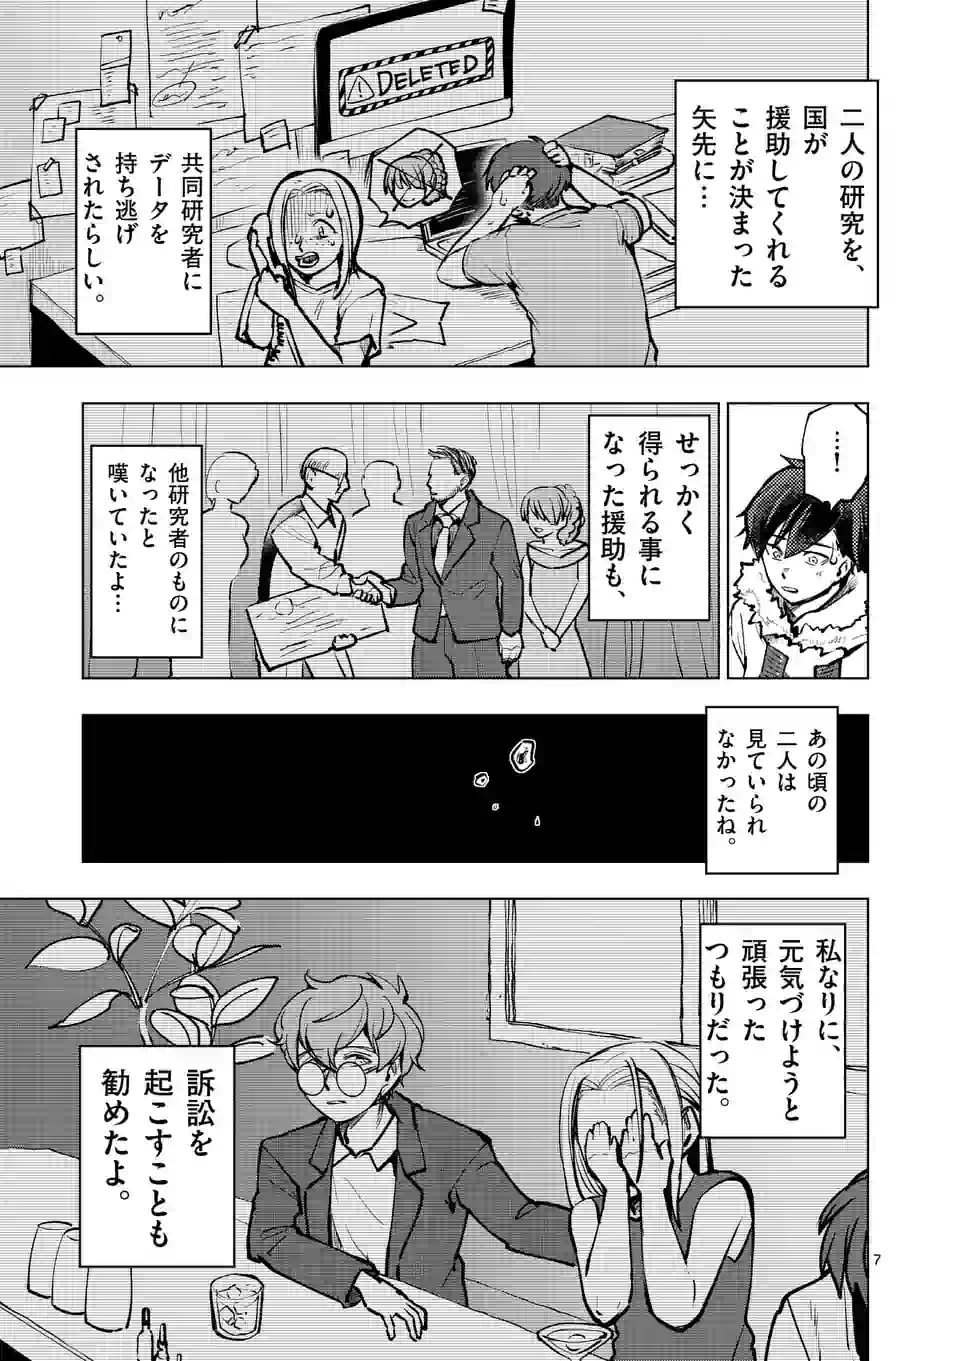 二人の研究を、
国が
援助してくれる
ことが決まった
矢先に…
DELETED
共同研究者に
データを
持ち逃げ
されたらしい。
…!
せっかく
得られる事に
なった援助も、
他研究者のものに
なったと
嘆いていたよ…
あの頃の
二人は
見ていられ
なかったね。
私なりに、
元気づけようと
頑張った
つもりだった。
訴訟を
起こすことも
勧めたよ。
7